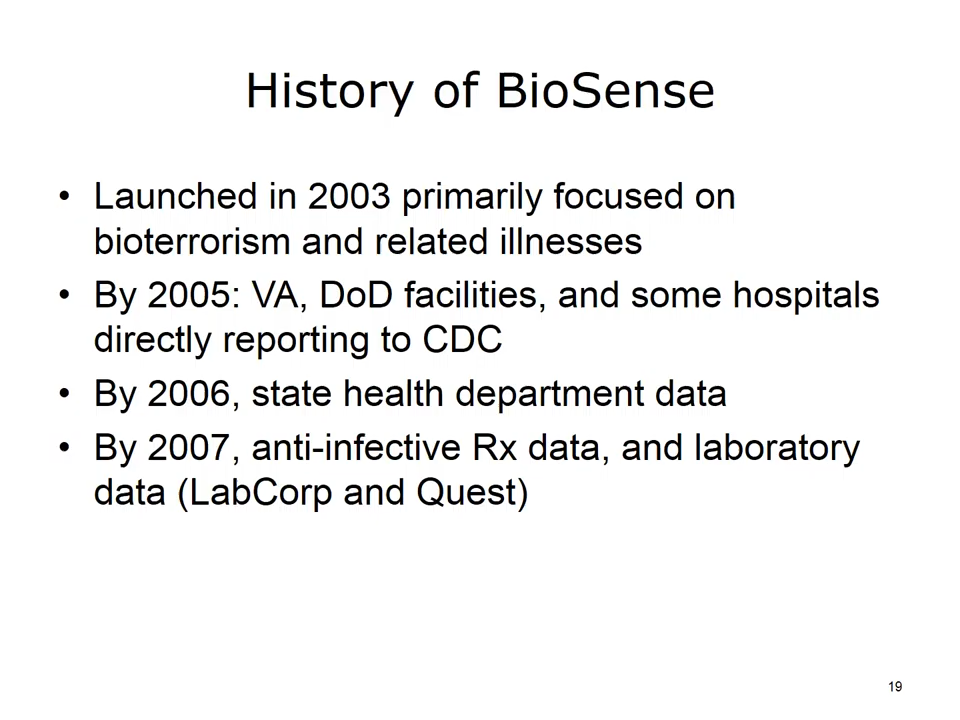 History of BioSense
• Launched in 2003 primarily focused on
bioterrorism and related illnesses
• By 2005: VA, DoD facilities, and some hospitals
directly reporting to CDC
• By 2006, state health department data
• By 2007, anti-infective Rx data, and laboratory
data (LabCorp and Quest)
19